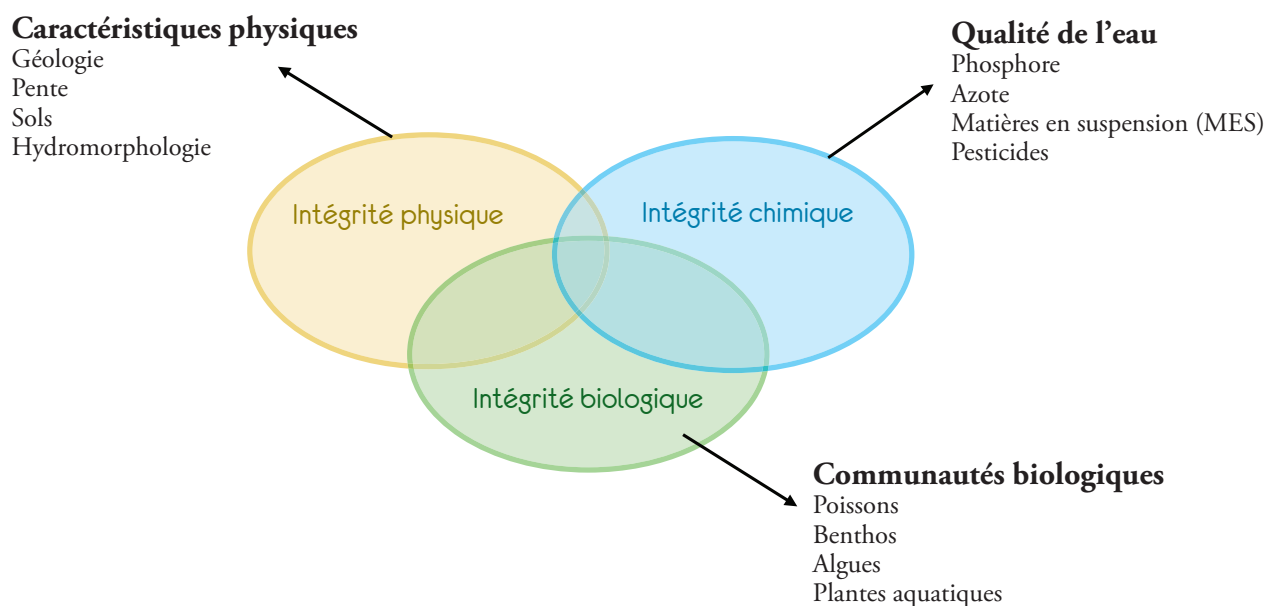 Caractéristiques physiques
Géologie
Pente
Sols
Hydromorphologie
Qualité de l’eau
Phosphore
Azote
Matières en suspension (MES)
Pesticides
Intégrité physique
Intégrité chimique
Intégrité biologique
Communautés biologiques
Poissons
Benthos
Algues
Plantes aquatiques